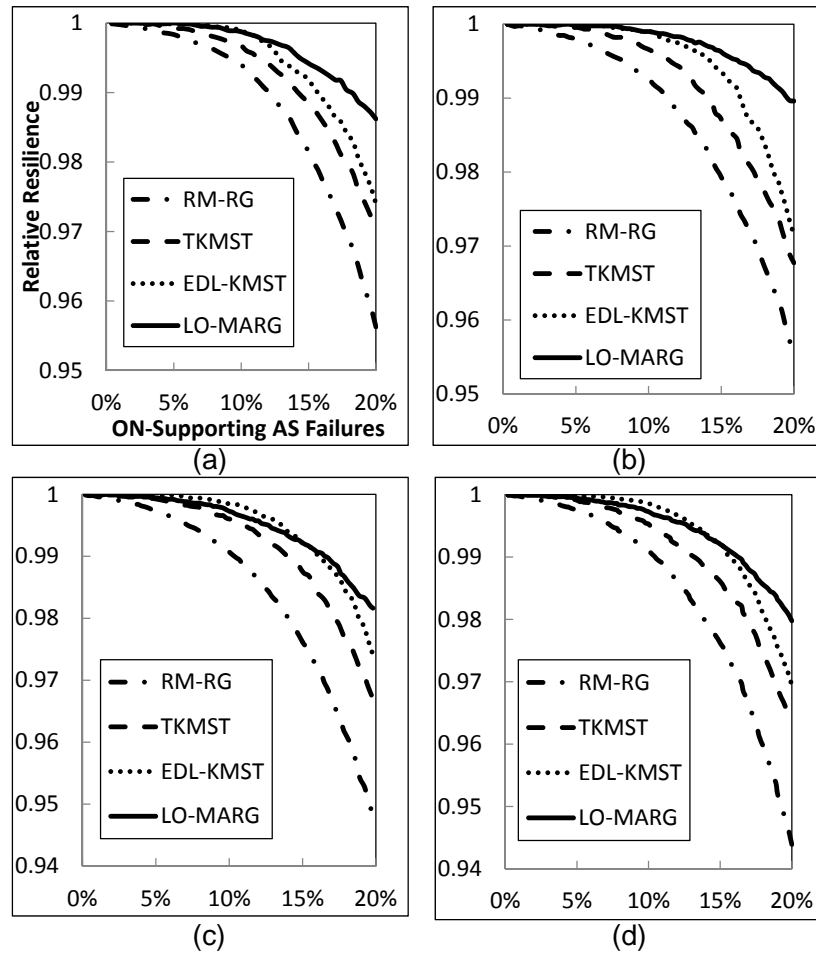 1
0.99
0.98
0.97
0.96
0.95
Relative Resilience
RM-RG
TKMST
EDL-KMST
LO-MARG
0% 5% 10% 15% 20%
ON-Supporting AS Failures
(a)
1
0.99
0.98
0.97
0.96
0.95
RM-RG
TKMST
EDL-KMST
LO-MARG
0% 5% 10% 15% 20%
(b)
1
0.99
0.98
0.97
0.96
0.95
0.94
RM-RG
TKMST
EDL-KMST
LO-MARG
0% 5% 10% 15% 20%
(c)
1
0.99
0.98
0.97
0.96
0.95
0.94
RM-RG
TKMST
EDL-KMST
LO-MARG
0% 5% 10% 15% 20%
(d)